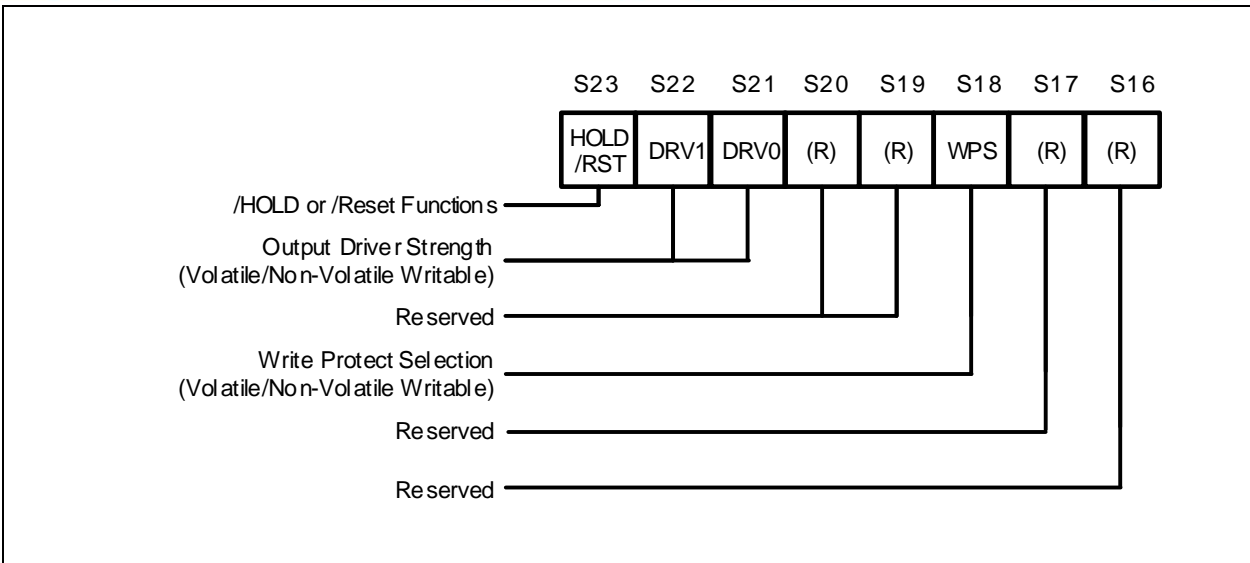 S23 S22 S21 S20 S19 S18 S17 S16
HOLD
/RST
DRV1 DRV0 (R) (R) WPS (R) (R)
/HOLD or /Reset Functions
Output Driver Strength
(Volatile/Non-Volatile Writable)
Reserved
Write Protect Selection
(Volatile/Non-Volatile Writable)
Reserved
Reserved